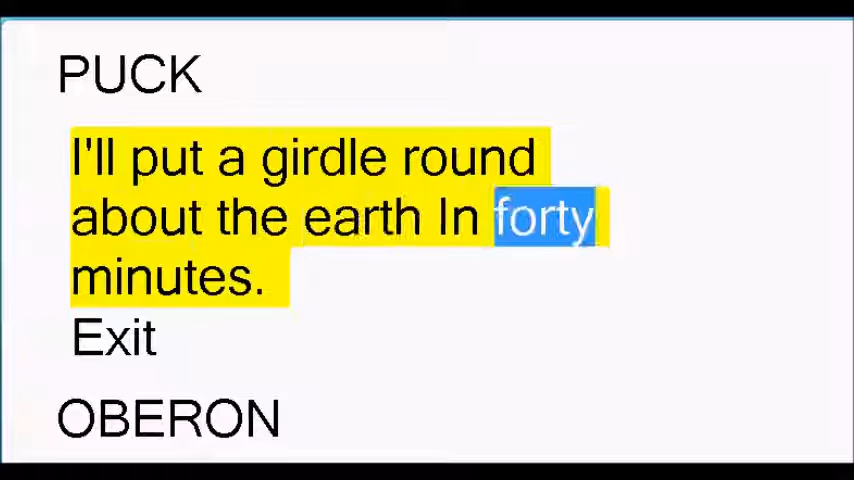 PUCK
I'll put a girdle round
about the earth In forty
minutes.
Exit
OBERON